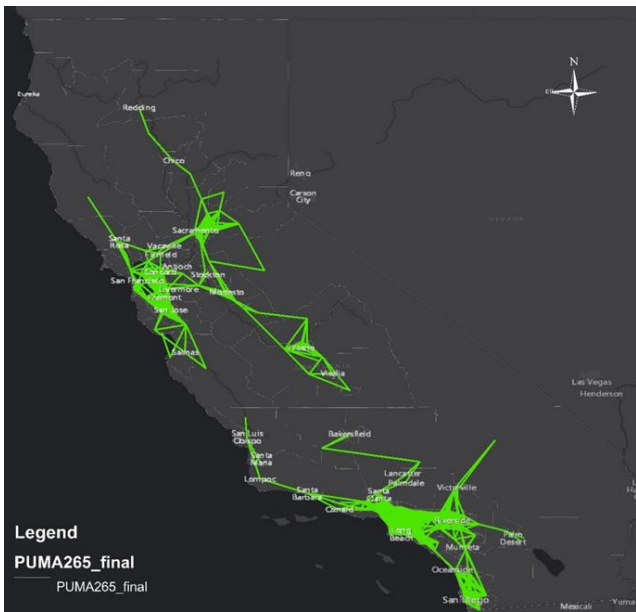 N
Eureka
Redding
Chico
Reno
Carson
City
NEVADA
Sacramento
Santa
Rosa
Vacaville
Fairfield
Antioch
Concord
Stockton
San Francisco
Livermore
Modesto
Fremont
San Jose
Salinas
Fresno
Visalia
Las Vegas
Henderson
San Luis
Obispo
Bakersfield
Santa
Maria
Lompoc
Lancaster
Palmdale
Santa
Barbara
Santa
Clarita
Victorville
Oxnard
Riverside
Long
Beach
Palm
Desert
Murrieta
Oceanside
San Diego
Mexicali
Yuma
Legend
PUMA265_final
PUMA265_final